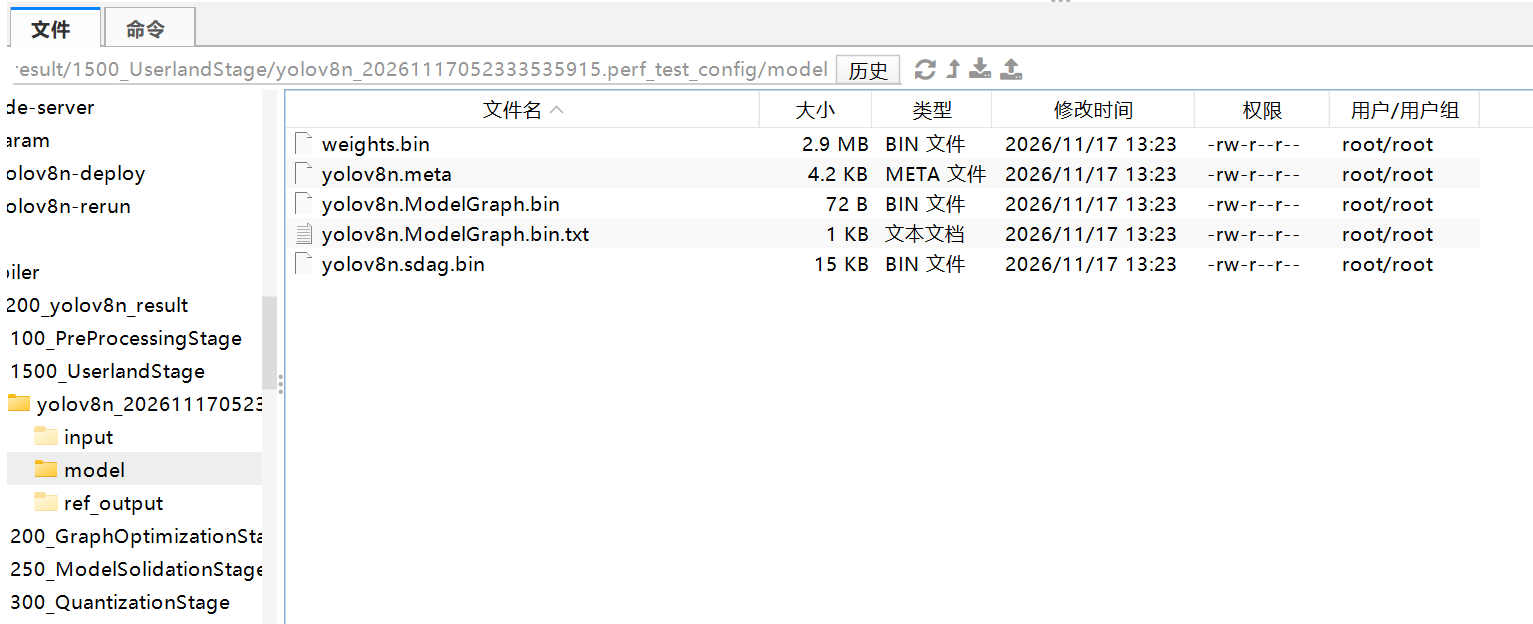 文件 命令
result/1500_UserlandStage/yolov8n_20261117052333535915.perf_test_config/model 历史
de-server
aram
olov8n-deploy
olov8n-rerun
iler
200_yolov8n_result
100_PreProcessingStage
1500_UserlandStage
yolov8n_202611170523
input
model
ref_output
200_GraphOptimizationSta
250_ModelSolidationStage
300_QuantizationStage
文件名 大小 类型 修改时间 权限 用户/用户组
weights.bin 2.9 MB BIN 文件 2026/11/17 13:23 -rw-r--r-- root/root
yolov8n.meta 4.2 KB META 文件 2026/11/17 13:23 -rw-r--r-- root/root
yolov8n.ModelGraph.bin 72 B BIN 文件 2026/11/17 13:23 -rw-r--r-- root/root
yolov8n.ModelGraph.bin.txt 1 KB 文本文档 2026/11/17 13:23 -rw-r--r-- root/root
yolov8n.sdag.bin 15 KB BIN 文件 2026/11/17 13:23 -rw-r--r-- root/root